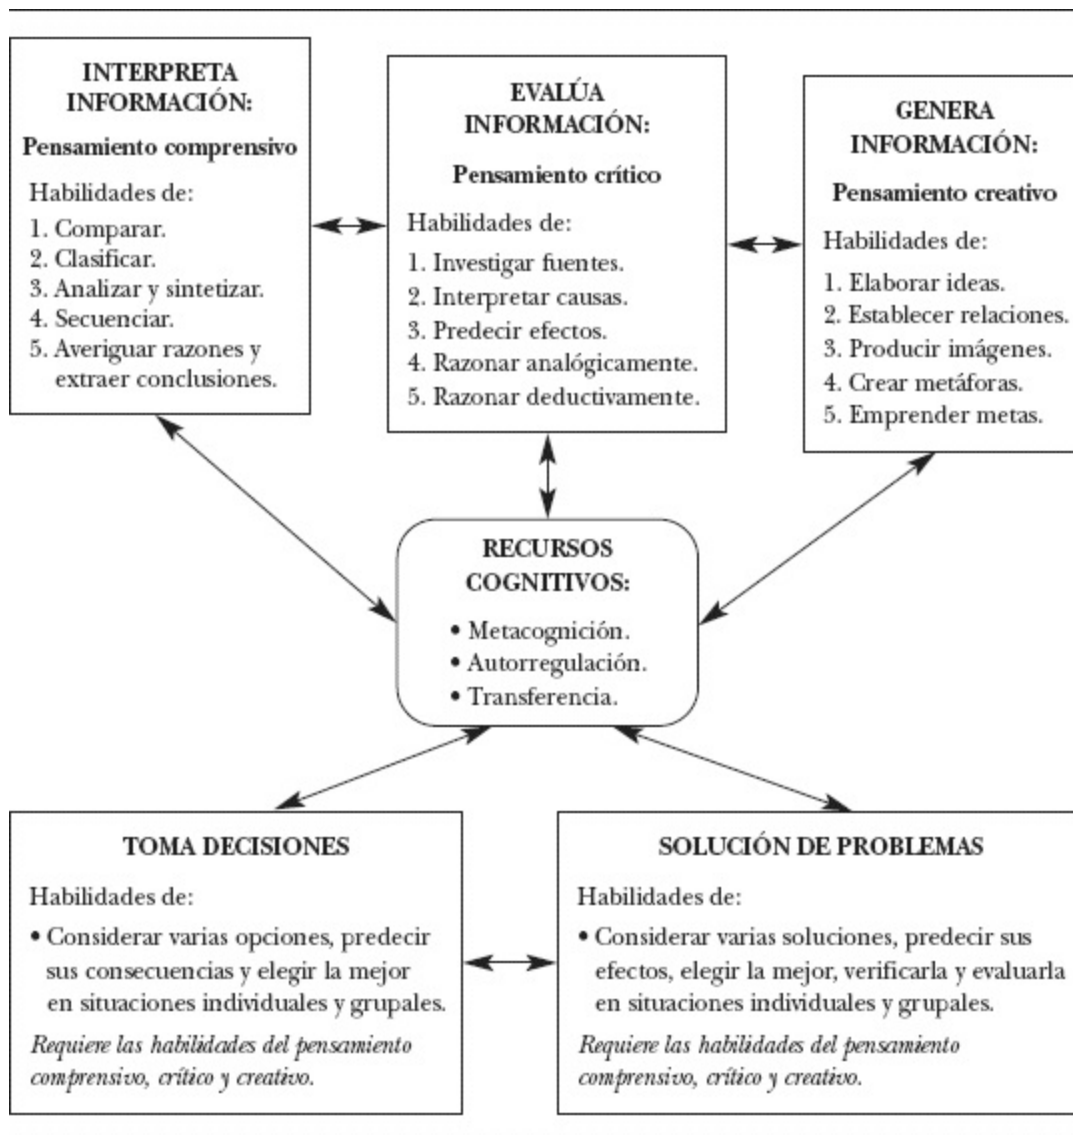 INTERPRETA
INFORMACIÓN:
Pensamiento comprensivo
Habilidades de:
1. Comparar.
2. Clasificar.
3. Analizar y sintetizar.
4. Secuenciar.
5. Averiguar razones y
extraer conclusiones.
EVALÚA
INFORMACIÓN:
Pensamiento crítico
Habilidades de:
1. Investigar fuentes.
2. Interpretar causas.
3. Predecir efectos.
4. Razonar analógicamente.
5. Razonar deductivamente.
GENERA
INFORMACIÓN:
Pensamiento creativo
Habilidades de:
1. Elaborar ideas.
2. Establecer relaciones.
3. Producir imágenes.
4. Crear metáforas.
5. Emprender metas.
RECURSOS
COGNITIVOS:
• Metacognición.
• Autorregulación.
• Transferencia.
TOMA DECISIONES
Habilidades de:
• Considerar varias opciones, predecir
sus consecuencias y elegir la mejor
en situaciones individuales y grupales.
Requiere las habilidades del pensamiento
comprensivo, crítico y creativo.
SOLUCIÓN DE PROBLEMAS
Habilidades de:
• Considerar varias soluciones, predecir sus
efectos, elegir la mejor, verificarla y evaluarla
en situaciones individuales y grupales.
Requiere las habilidades del pensamiento
comprensivo, crítico y creativo.